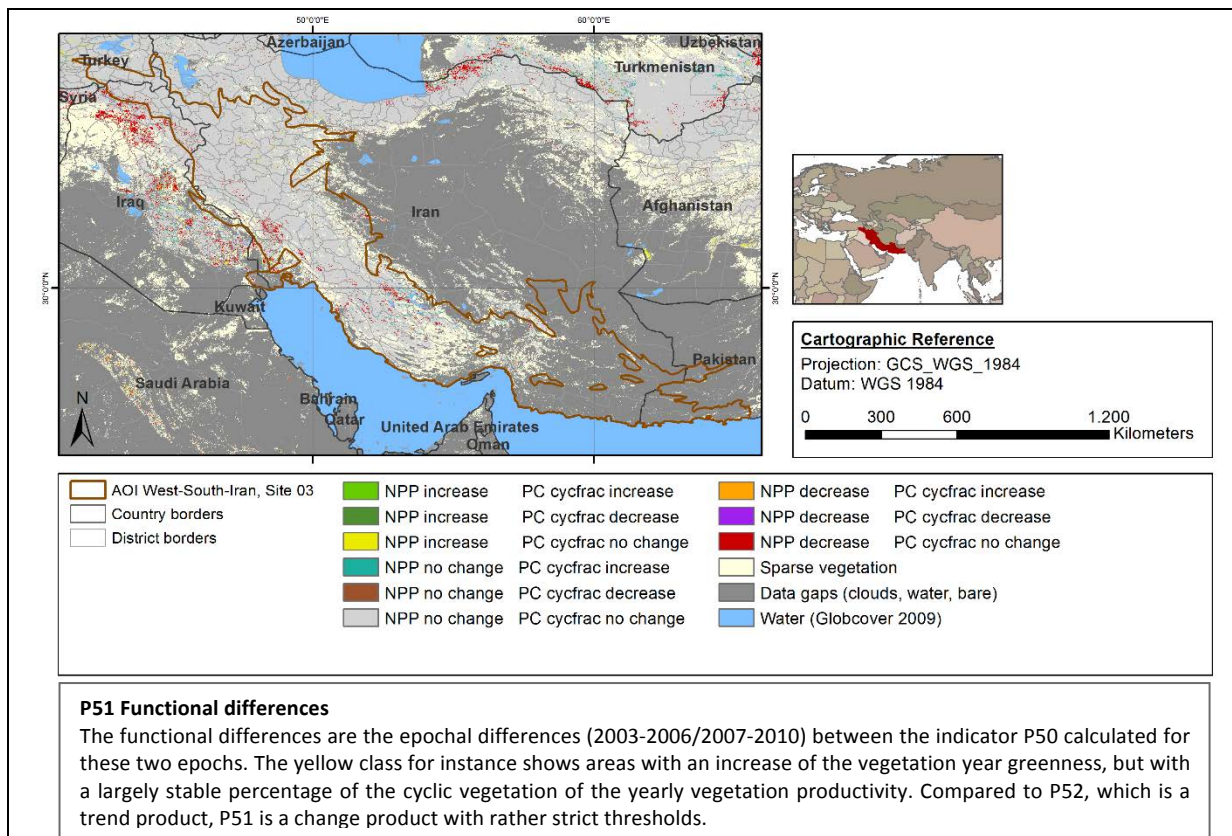 50°0'0"E
60°0'0"E
Azerbaijan
Uzbekistan
Turkey
Turkmenistan
Syria
Iraq
Iran
Afghanistan
30°0'0"N
30°0'0"N
Kuwait
Pakistan
Saudi Arabia
Bahrain
Qatar
United Arab Emirates
Oman
N
Cartographic Reference
Projection: GCS_WGS_1984
Datum: WGS 1984
0 300 600 1.200
Kilometers
AOI West-South-Iran, Site 03
Country borders
District borders
NPP increase PC cycfrac increase
NPP increase PC cycfrac decrease
NPP increase PC cycfrac no change
NPP no change PC cycfrac increase
NPP no change PC cycfrac decrease
NPP no change PC cycfrac no change
NPP decrease PC cycfrac increase
NPP decrease PC cycfrac decrease
NPP decrease PC cycfrac no change
Sparse vegetation
Data gaps (clouds, water, bare)
Water (Globcover 2009)
P51 Functional differences
The functional differences are the epochal differences (2003-2006/2007-2010) between the indicator P50 calculated for
these two epochs. The yellow class for instance shows areas with an increase of the vegetation year greenness, but with
a largely stable percentage of the cyclic vegetation of the yearly vegetation productivity. Compared to P52, which is a
trend product, P51 is a change product with rather strict thresholds.